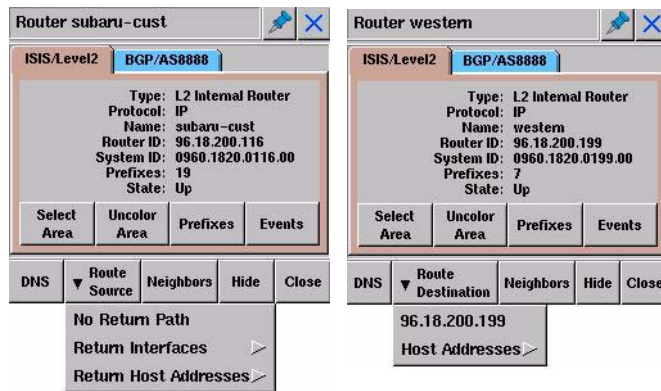 Router subaru-cust
ISIS/Level2 BGP/AS8888
Type: L2 Internal Router
Protocol: IP
Name: subaru-cust
Router ID: 96.18.200.116
System ID: 0960.1820.0116.00
Prefixes: 19
State: Up
Select Area
Uncolor Area
Prefixes
Events
DNS
Route Source
Neighbors
Hide
Close
No Return Path
Return Interfaces
Return Host Addresses
Router western
ISIS/Level2 BGP/AS8888
Type: L2 Internal Router
Protocol: IP
Name: western
Router ID: 96.18.200.199
System ID: 0960.1820.0199.00
Prefixes: 7
State: Up
Select Area
Uncolor Area
Prefixes
Events
DNS
Route Destination
Neighbors
Hide
Close
96.18.200.199
Host Addresses